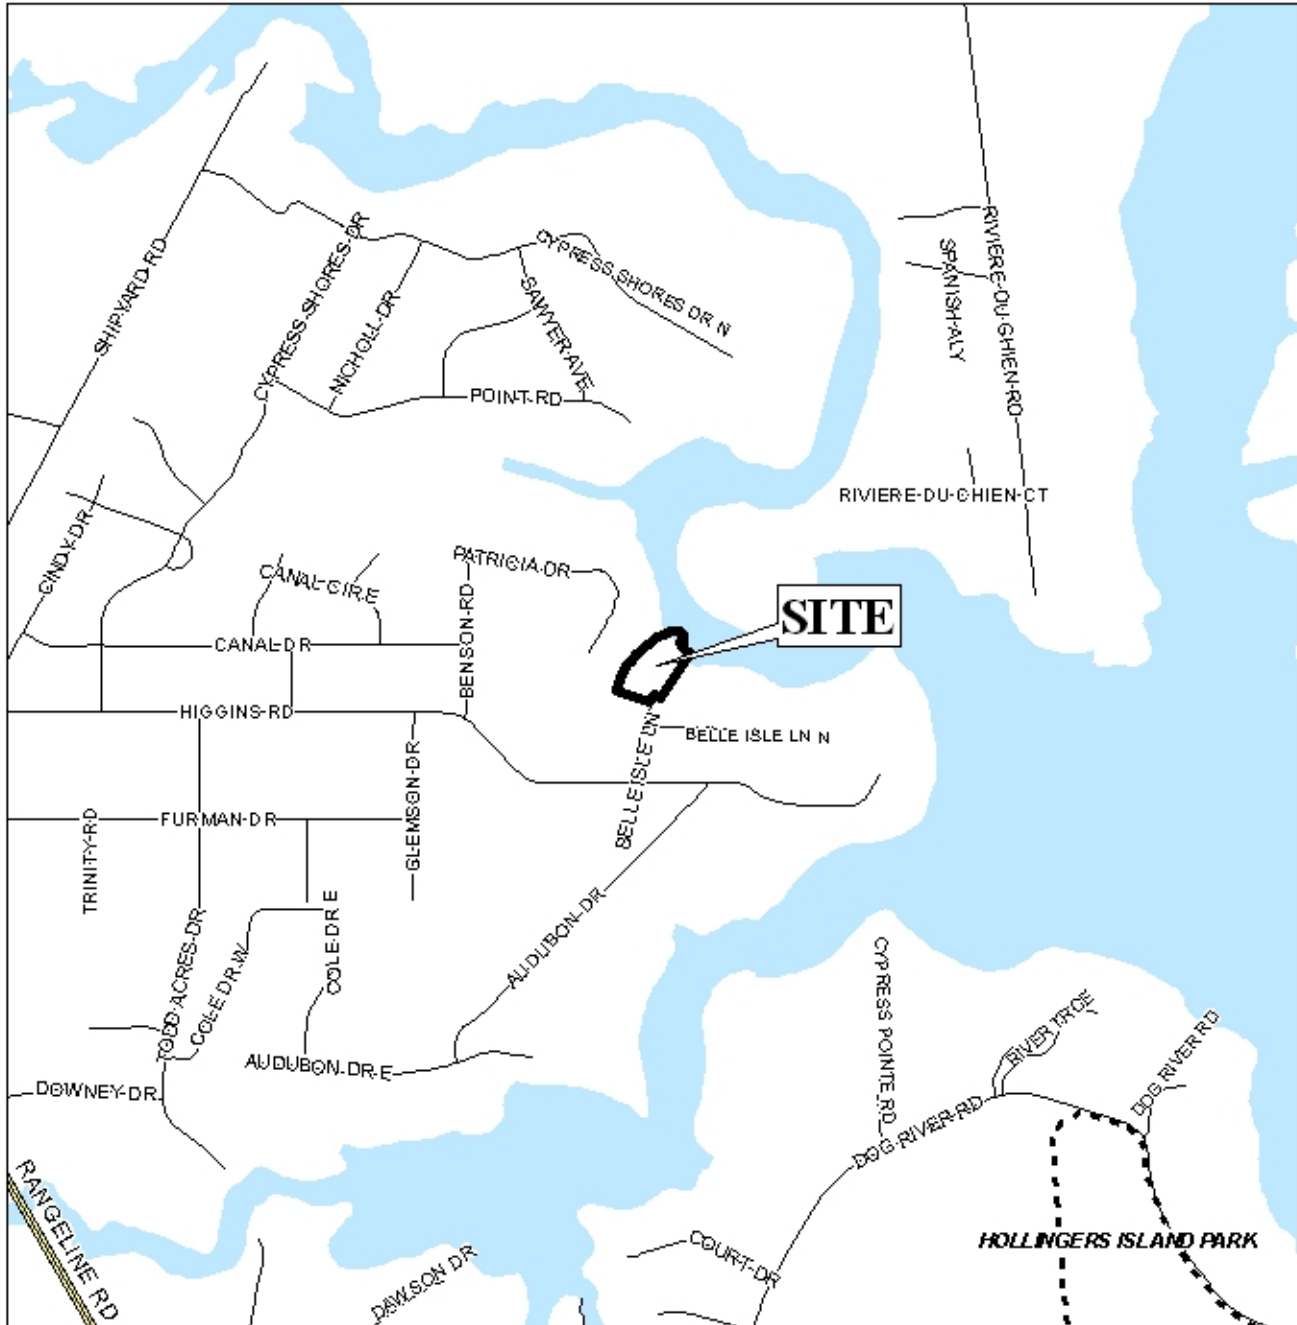 SHIPYARD RD
CYPRESS-SHORES-DR
NICHOLL-DR
CYPRESS SHORES DR N
SAWYER-AVE
POINT-RD
SPANISH-ALY
RIVIERE-DU-CHIEN-RD
RIVIERE-DU-CHIEN-CT
CINDY-DR
CANAL-CIR E
PATRICIA-DR
BENSON-RD
CANAL-DR
SITE
HIGGINS-RD
BELLE ISLE LN N
BELLE ISLE LN
GLEMSON-DR
FURMAN-DR
TRINITY-RD
COLE-DR E
TODD-ACRES-DR
COLE DR W
AUDUBON-DR
AUDUBON-DR-E
DOWNEY-DR
CYPRESS POINTE RD
RIVER TRCE
DOG RIVER RD
DOG-RIVER-RD
RANGELINE RD
HOLLINGERS ISLAND PARK
COURT-DR
DAWSON DR